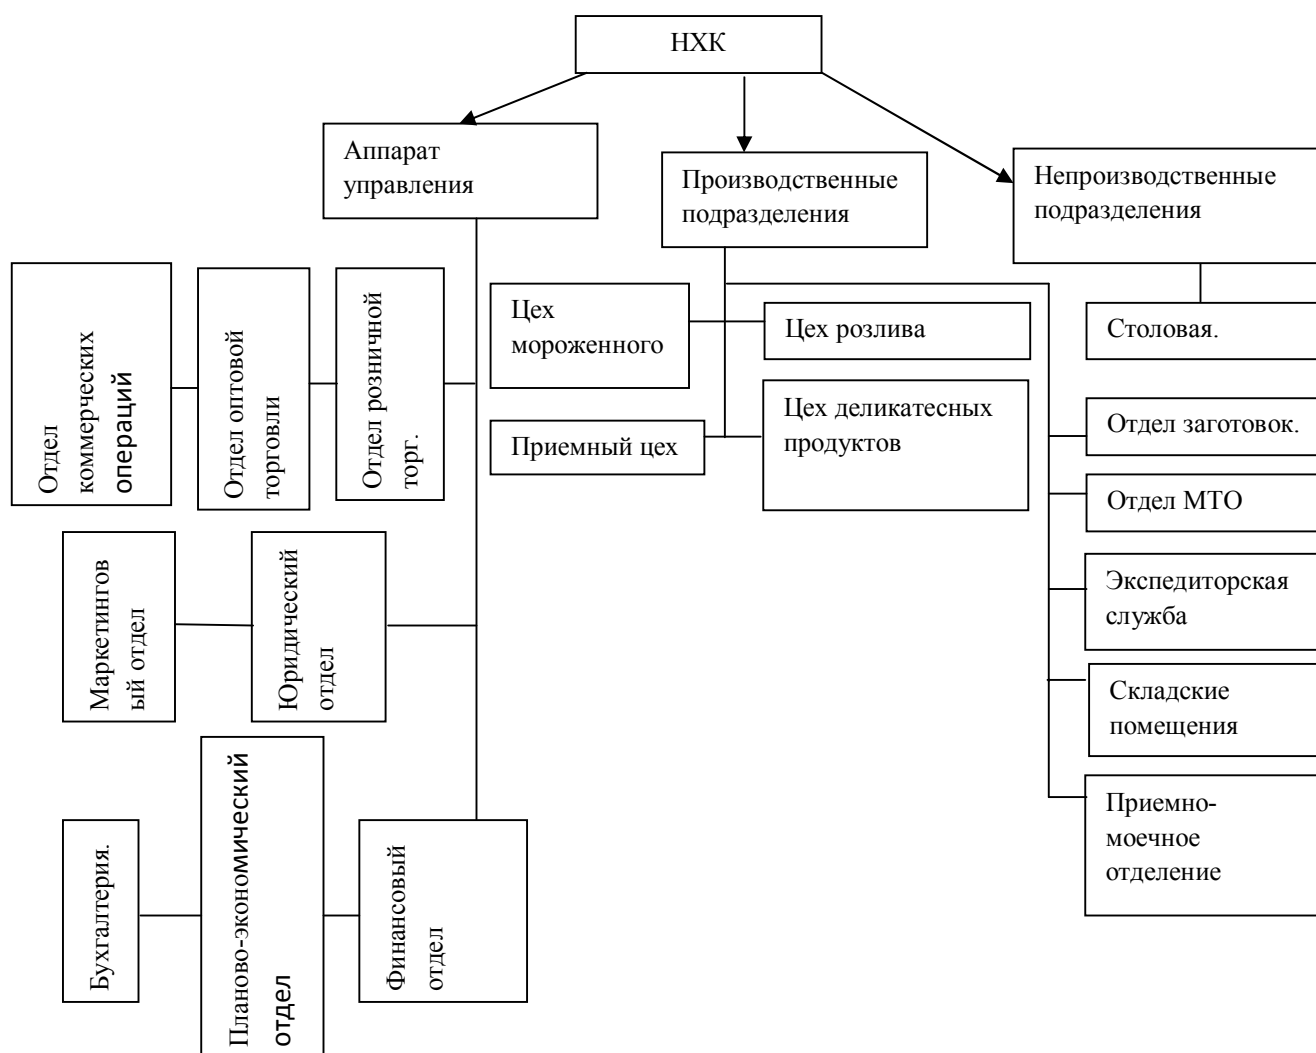 НХК
Аппарат
управления
Производственные
подразделения
Непроизводственные
подразделения
Отдел
коммерческих
операций
Отдел оптовой
торговли
Отдел розничной
торг.
Цех
мороженного
Цех розлива
Столовая.
Приемный цех
Цех деликатесных
продуктов
Отдел заготовок.
Отдел МТО
Маркетингов
ый отдел
Юридический
отдел
Экспедиторская
служба
Складские
помещения
Приемно-
моечное
отделение
Бухгалтерия.
Планово-экономический
отдел
Финансовый
отдел